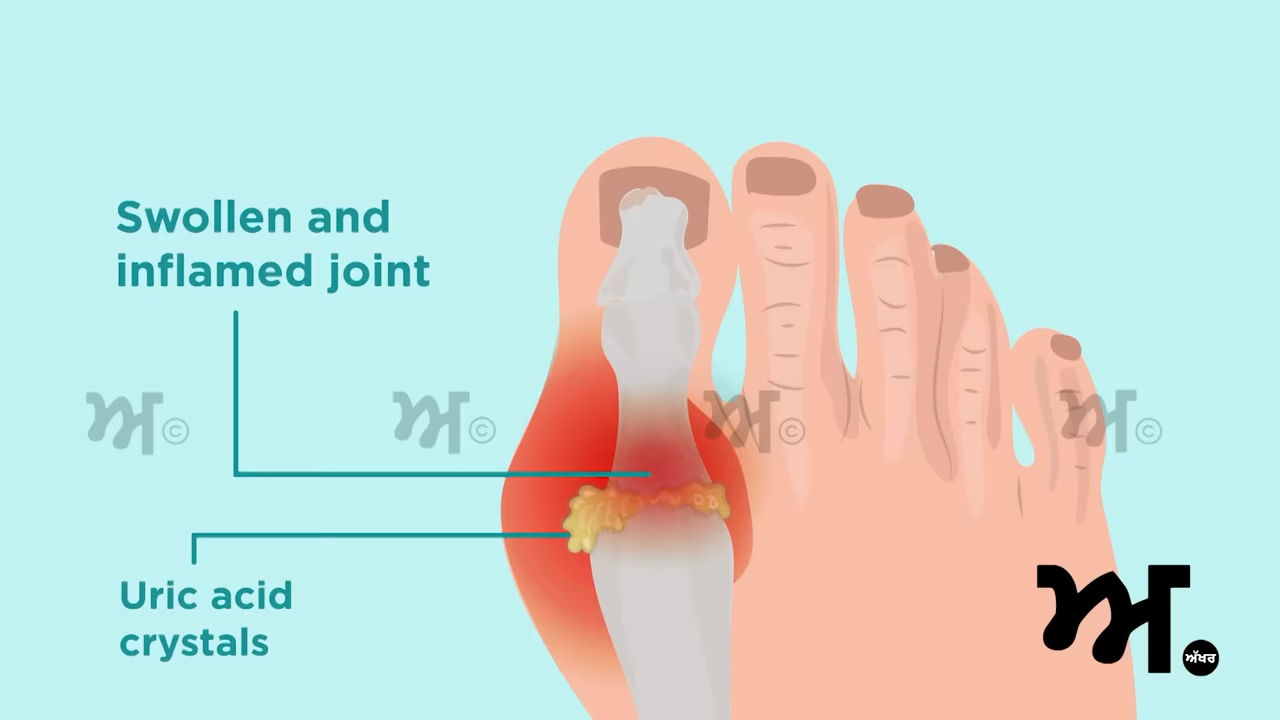 Swollen and
inflamed joint
ਅ©
ਅ©
ਅ©
ਅ©
Uric acid
crystals
ਅ.
ਅੱਖਰ